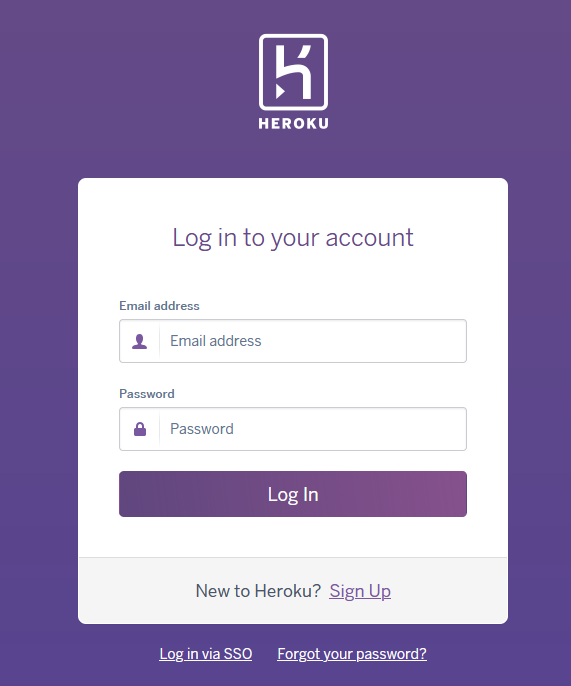 HEROKU
Log in to your account
Email address
Email address
Password
Password
Log In
New to Heroku? Sign Up
Log in via SSO Forgot your password?